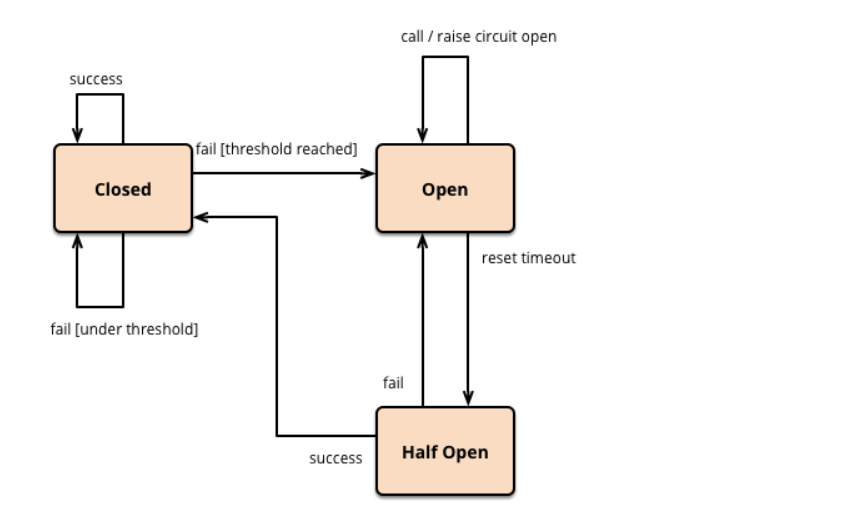 call / raise circuit open
success
fail [threshold reached]
Closed
Open
reset timeout
fail [under threshold]
fail
Half Open
success